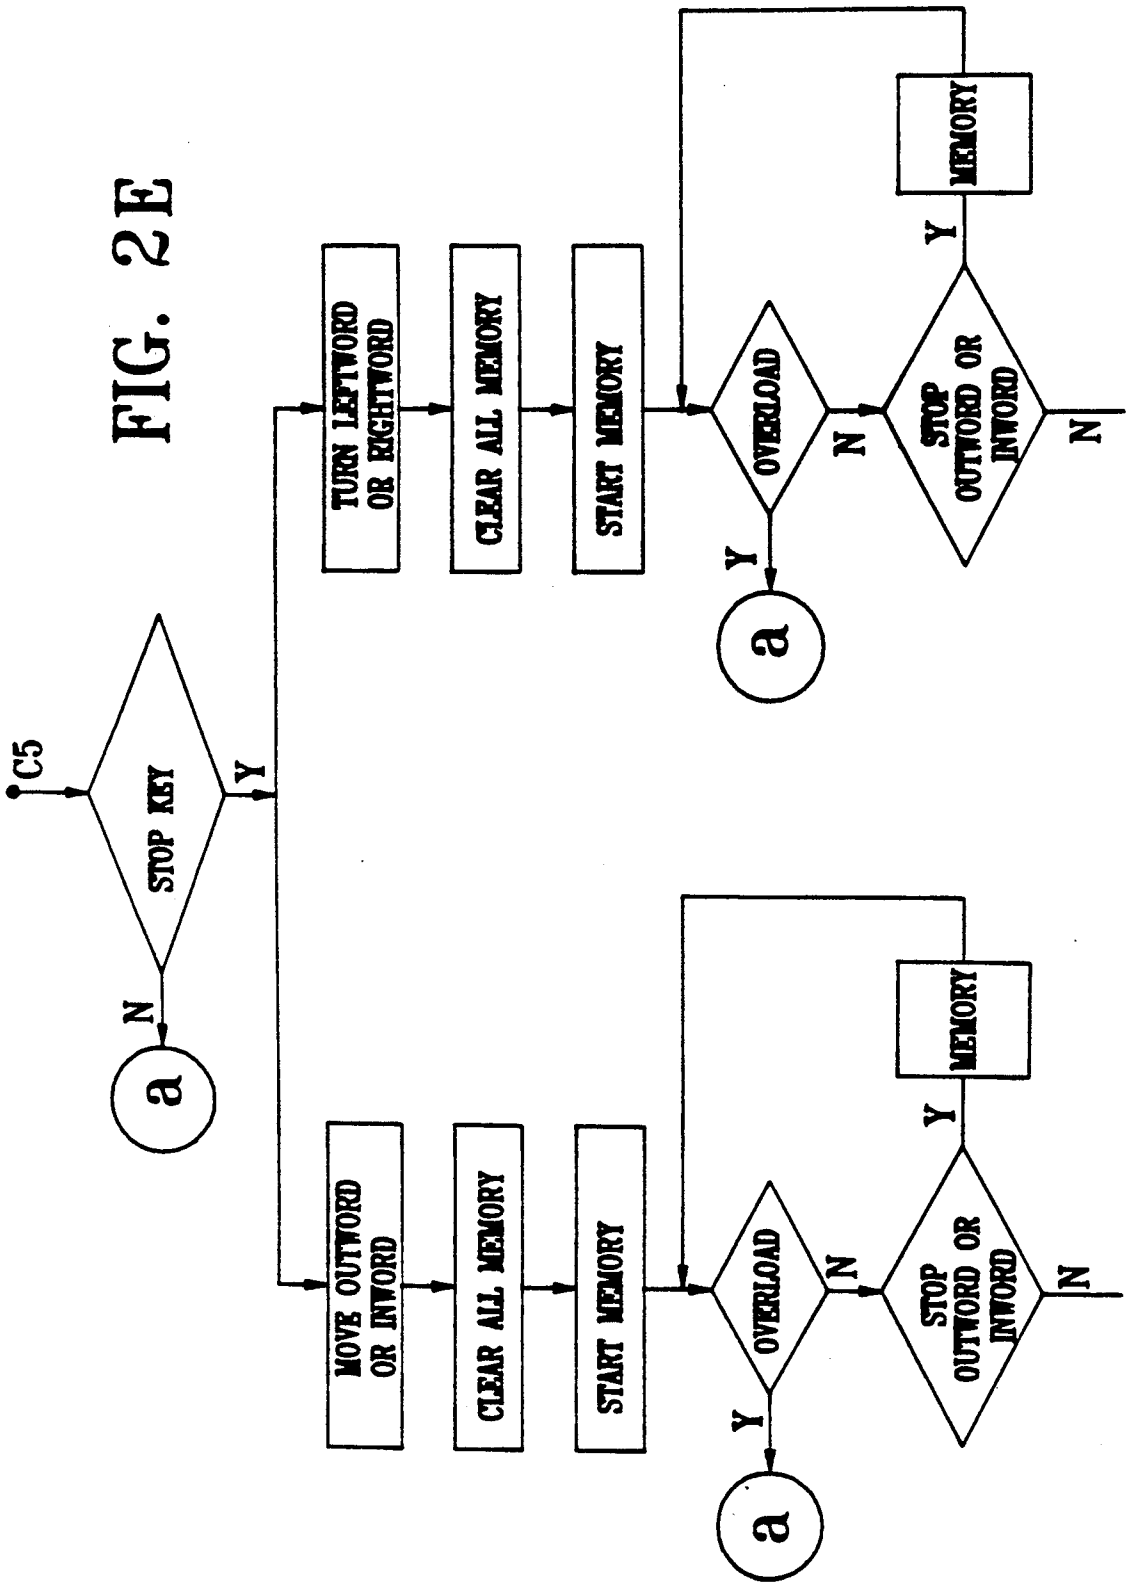 FIG. 2E
C5
STOP KEY
N
a
Y
MOVE OUTWORD
OR INWORD
CLEAR ALL MEMORY
START MEMORY
OVERLOAD
Y
a
N
STOP
OUTWORD OR
INWORD
Y
MEMORY
N
TURN LEFTWORD
OR RIGHTWORD
CLEAR ALL MEMORY
START MEMORY
OVERLOAD
Y
a
N
STOP
OUTWORD OR
INWORD
Y
MEMORY
N